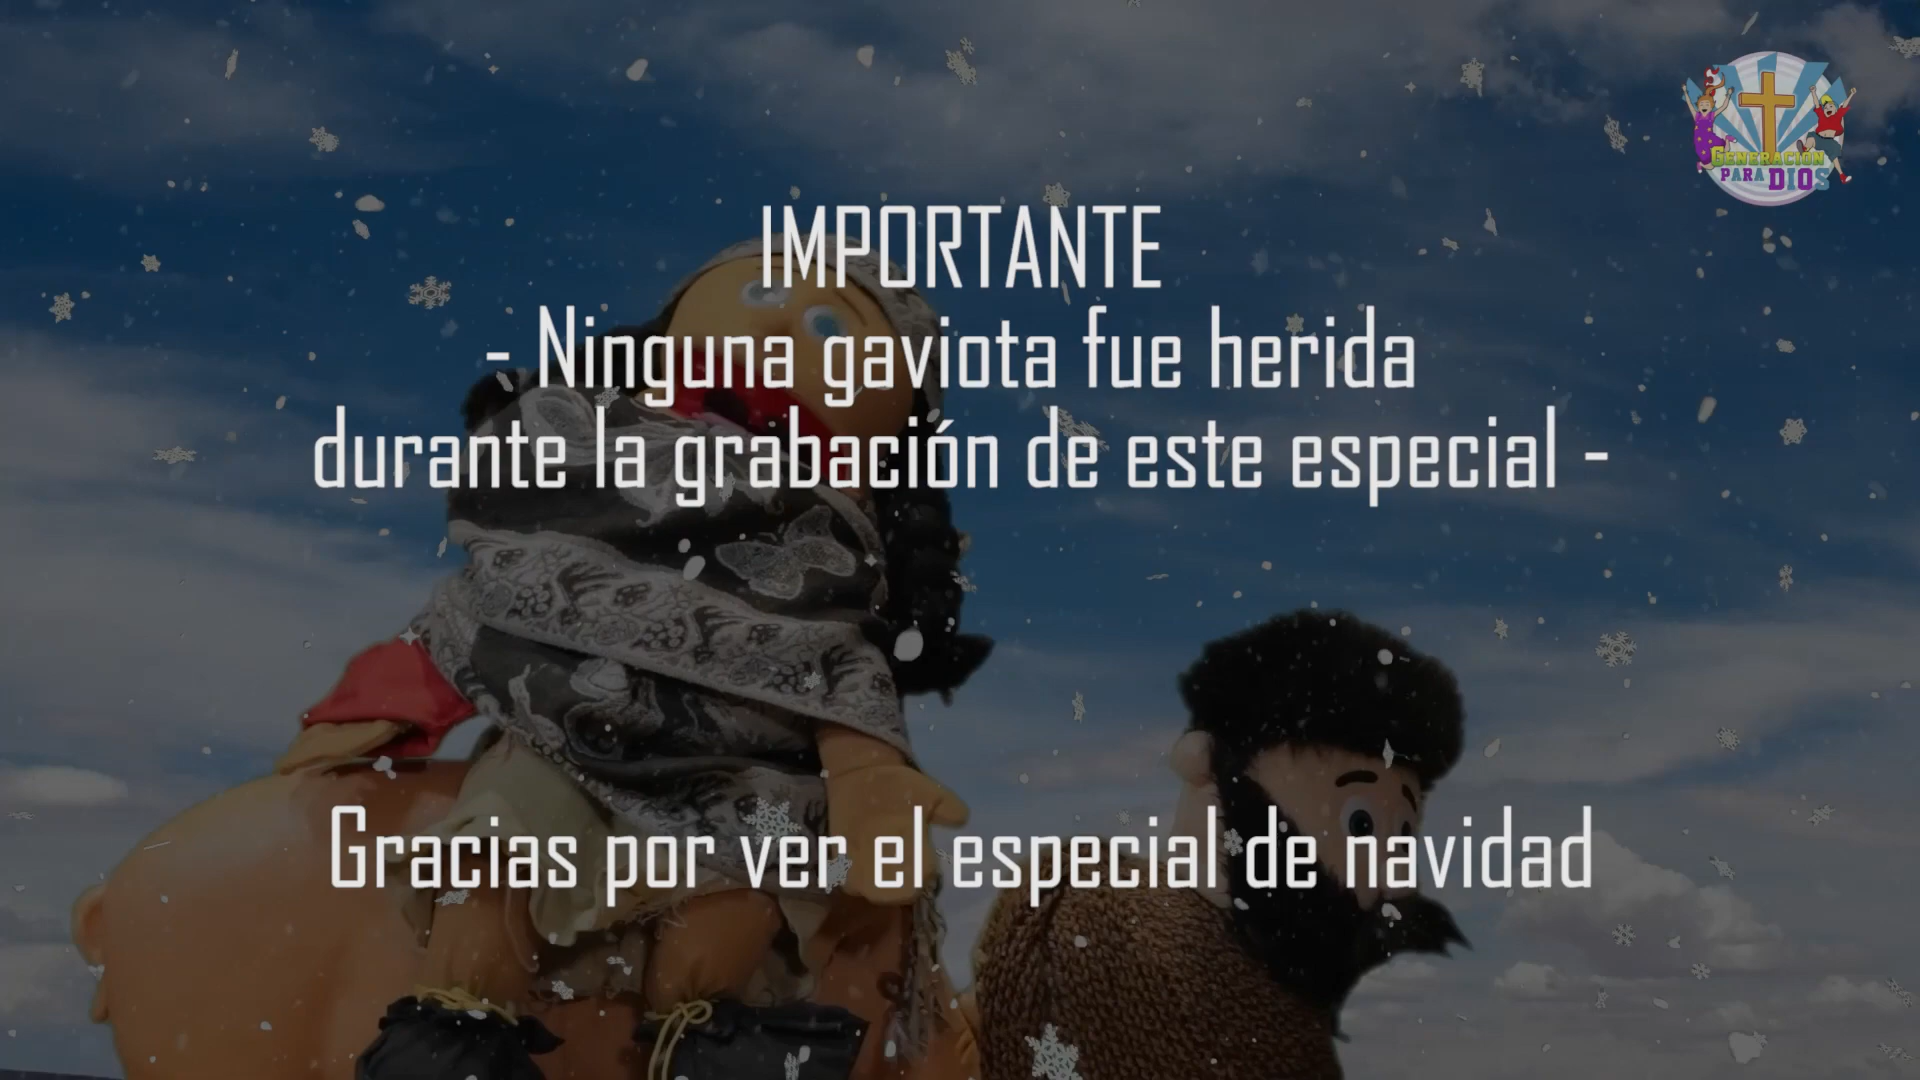 GENERACION
PARA DIOS
IMPORTANTE
- Ninguna gaviota fue herida
durante la grabación de este especial -
Gracias por ver el especial de navidad